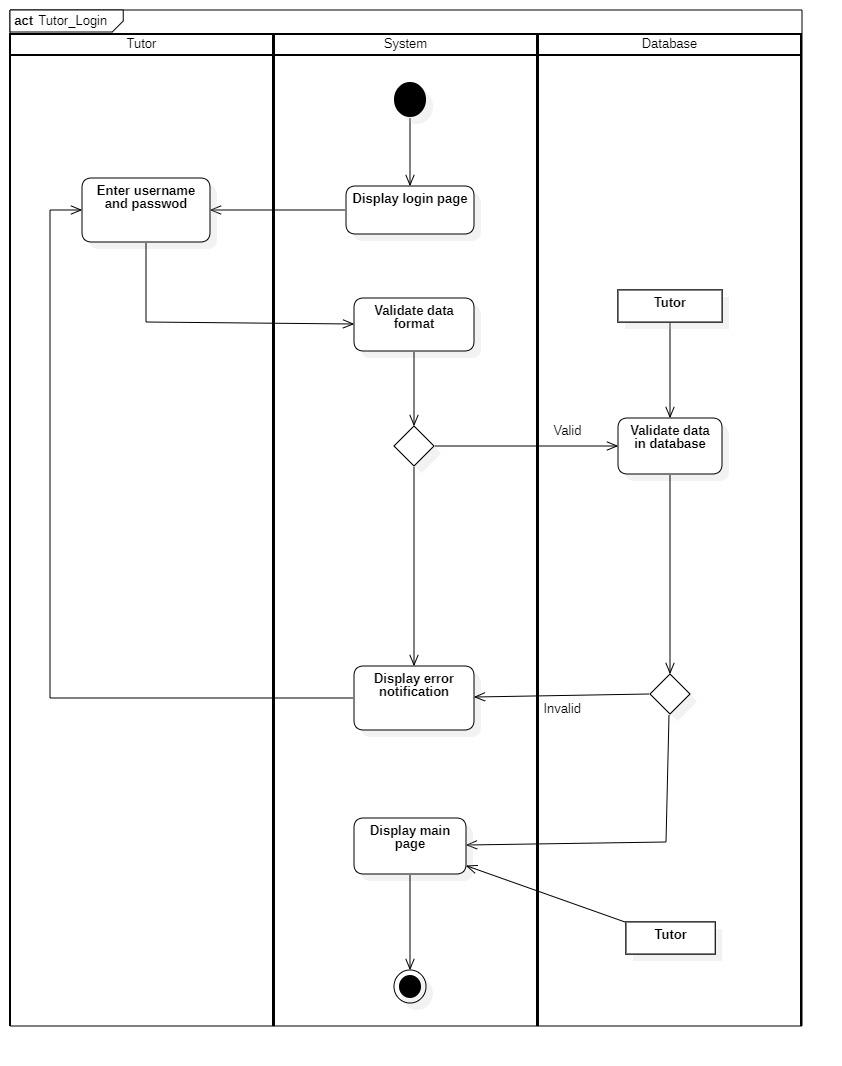 act Tutor_Login
Tutor
System
Database
Enter username
and passwod
Display login page
Validate data
format
Tutor
Valid
Validate data
in database
Display error
notification
Invalid
Display main
page
Tutor